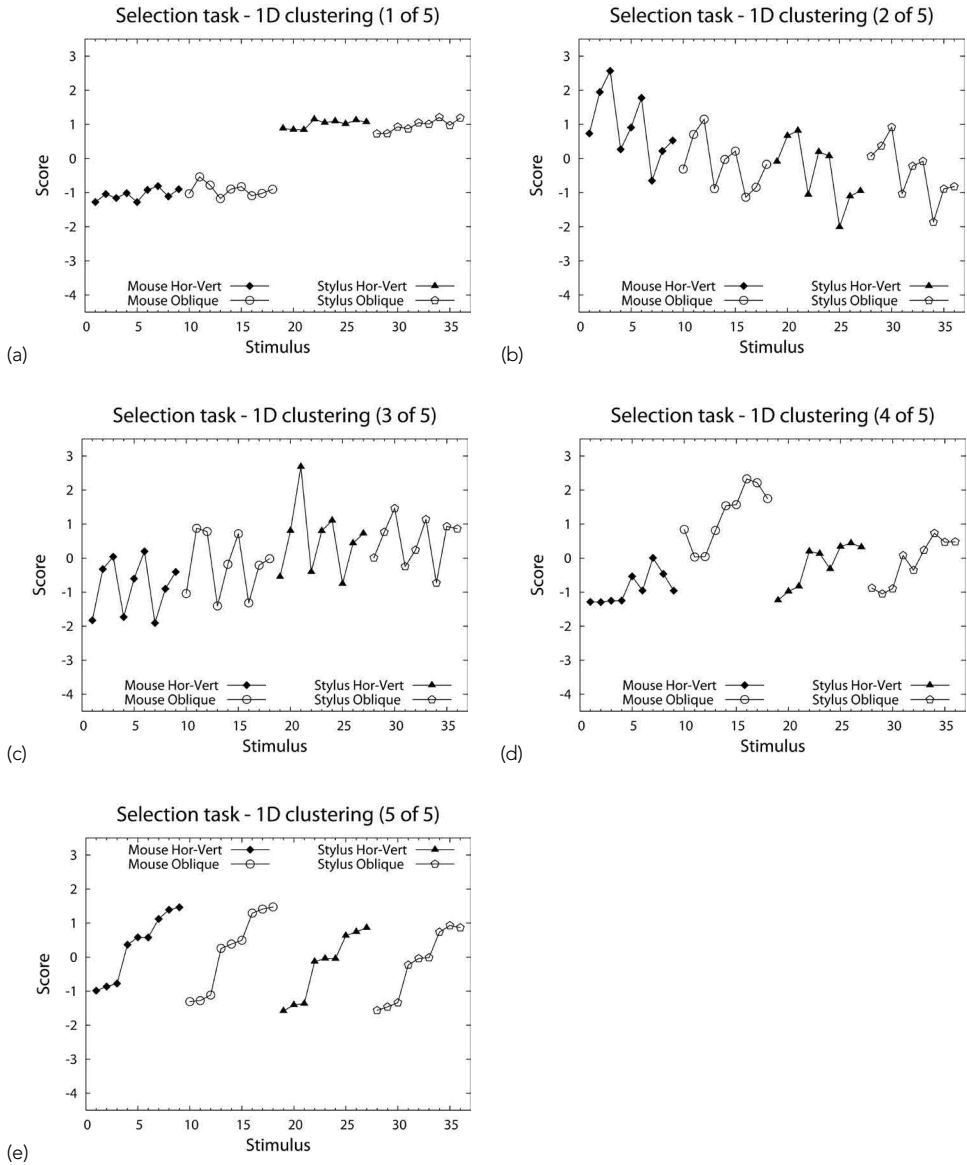 Selection task - 1D clustering (1 of 5)
3
2
1
0
-1
-2
-3
-4
Score
Mouse Hor-Vert
Mouse Oblique
Stylus Hor-Vert
Stylus Oblique
0 5 10 15 20 25 30 35
Stimulus
(a)
Selection task - 1D clustering (2 of 5)
3
2
1
0
-1
-2
-3
-4
Score
Mouse Hor-Vert
Mouse Oblique
Stylus Hor-Vert
Stylus Oblique
0 5 10 15 20 25 30 35
Stimulus
(b)
Selection task - 1D clustering (3 of 5)
3
2
1
0
-1
-2
-3
-4
Score
Mouse Hor-Vert
Mouse Oblique
Stylus Hor-Vert
Stylus Oblique
0 5 10 15 20 25 30 35
Stimulus
(c)
Selection task - 1D clustering (4 of 5)
3
2
1
0
-1
-2
-3
-4
Score
Mouse Hor-Vert
Mouse Oblique
Stylus Hor-Vert
Stylus Oblique
0 5 10 15 20 25 30 35
Stimulus
(d)
Selection task - 1D clustering (5 of 5)
Mouse Hor-Vert
Mouse Oblique
Stylus Hor-Vert
Stylus Oblique
3
2
1
0
-1
-2
-3
-4
Score
0 5 10 15 20 25 30 35
Stimulus
(e)